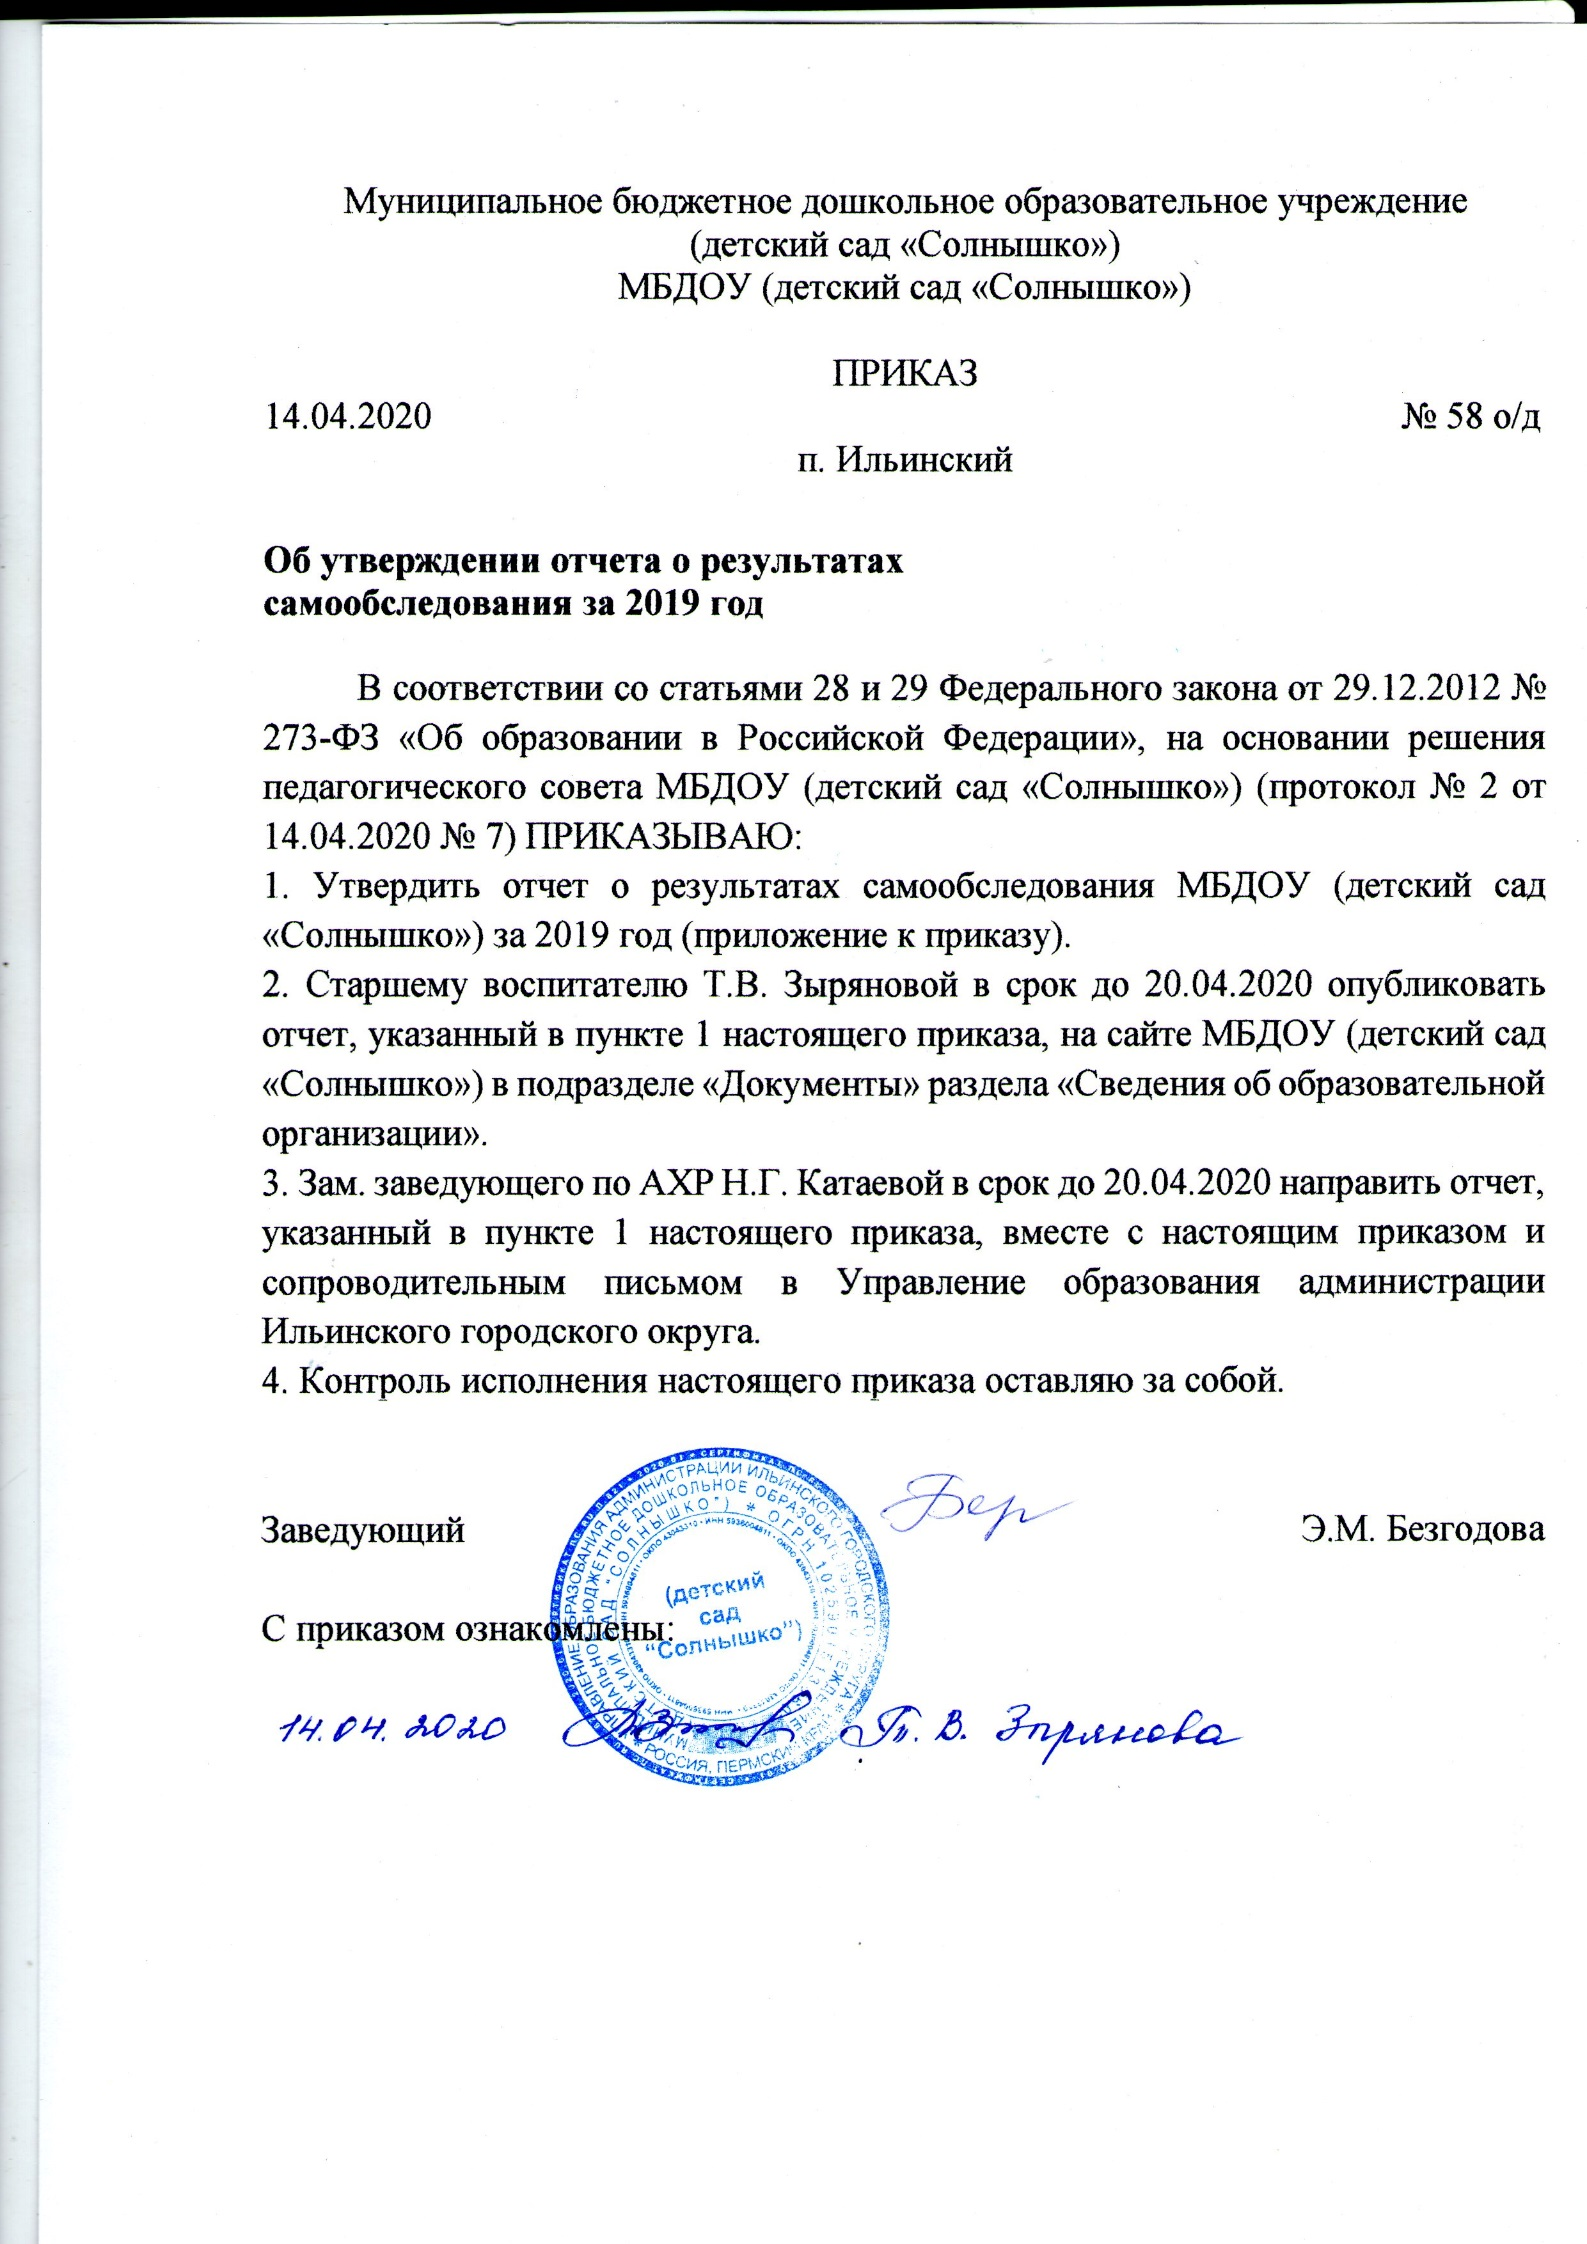 Муниципальное бюджетное дошкольное образовательное учреждение
(детский сад «Солнышко»)
МБДОУ (детский сад «Солнышко»)
ПРИКАЗ
14.04.2020 № 58 о/д
п. Ильинский
Об утверждении отчета о результатах
самообследования за 2019 год
В соответствии со статьями 28 и 29 Федерального закона от 29.12.2012 №
273-ФЗ «Об образовании в Российской Федерации», на основании решения
педагогического совета МБДОУ (детский сад «Солнышко») (протокол № 2 от
14.04.2020 № 7) ПРИКАЗЫВАЮ:
1. Утвердить отчет о результатах самообследования МБДОУ (детский сад
«Солнышко») за 2019 год (приложение к приказу).
2. Старшему воспитателю Т.В. Зыряновой в срок до 20.04.2020 опубликовать
отчет, указанный в пункте 1 настоящего приказа, на сайте МБДОУ (детский сад
«Солнышко») в подразделе «Документы» раздела «Сведения об образовательной
организации».
3. Зам. заведующего по АХР Н.Г. Катаевой в срок до 20.04.2020 направить отчет,
указанный в пункте 1 настоящего приказа, вместе с настоящим приказом и
сопроводительным письмом в Управление образования администрации
Ильинского городского округа.
4. Контроль исполнения настоящего приказа оставляю за собой.
Заведующий Э.М. Безгодова
(детский
сад
“Солнышко”)
С приказом ознакомлены:
14.04.2020 Т.В. Зырянова
РОССИЯ, ПЕРМСКИЙ КРАЙ